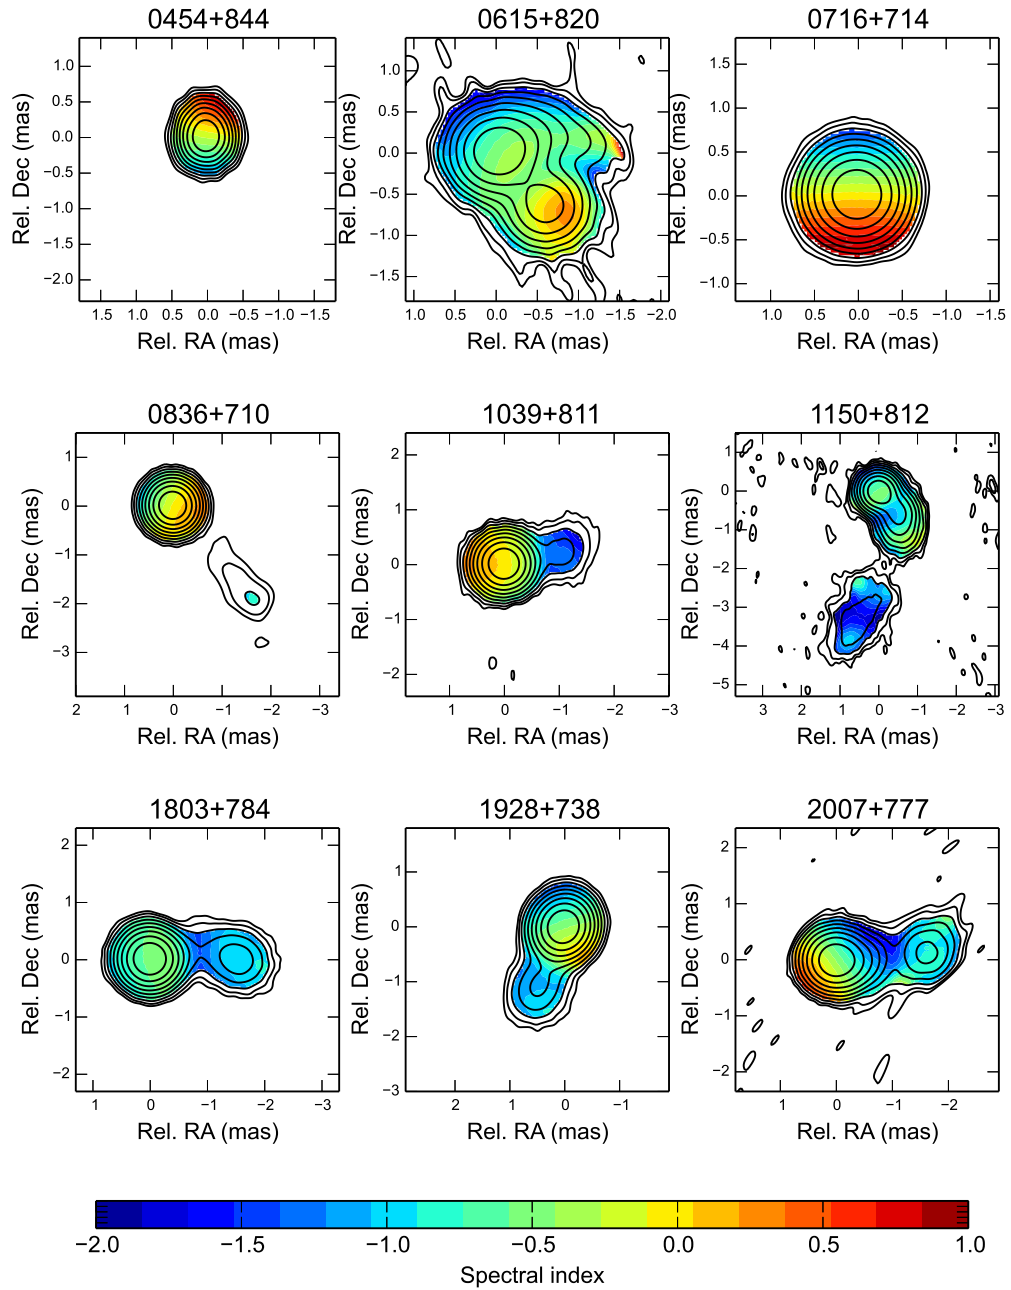 0454+844 0615+820 0716+714
Rel. Dec (mas) Rel. Dec (mas) Rel. Dec (mas)
1.0 0.5 0.0 −0.5 −1.0 −1.5 −2.0
1.0 0.5 0.0 −0.5 −1.0 −1.5
1.5 1.0 0.5 0.0 −0.5 −1.0
1.5 1.0 0.5 0.0 −0.5 −1.0 −1.5
1.0 0.5 0.0 −0.5 −1.0 −1.5 −2.0
1.0 0.5 0.0 −0.5 −1.0 −1.5
Rel. RA (mas) Rel. RA (mas) Rel. RA (mas)
0836+710 1039+811 1150+812
Rel. Dec (mas) Rel. Dec (mas) Rel. Dec (mas)
1 0 −1 −2 −3
2 1 0 −1 −2
1 0 −1 −2 −3 −4 −5
2 1 0 −1 −2 −3
1 0 −1 −2
3 2 1 0 −1 −2 −3
Rel. RA (mas) Rel. RA (mas) Rel. RA (mas)
1803+784 1928+738 2007+777
Rel. Dec (mas) Rel. Dec (mas) Rel. Dec (mas)
2 1 0 −1 −2
1 0 −1 −2 −3
2 1 0 −1 −2
1 0 −1 −2 −3
2 1 0 −1
1 0 −1 −2
Rel. RA (mas) Rel. RA (mas) Rel. RA (mas)
−2.0 −1.5 −1.0 −0.5 0.0 0.5 1.0
Spectral index